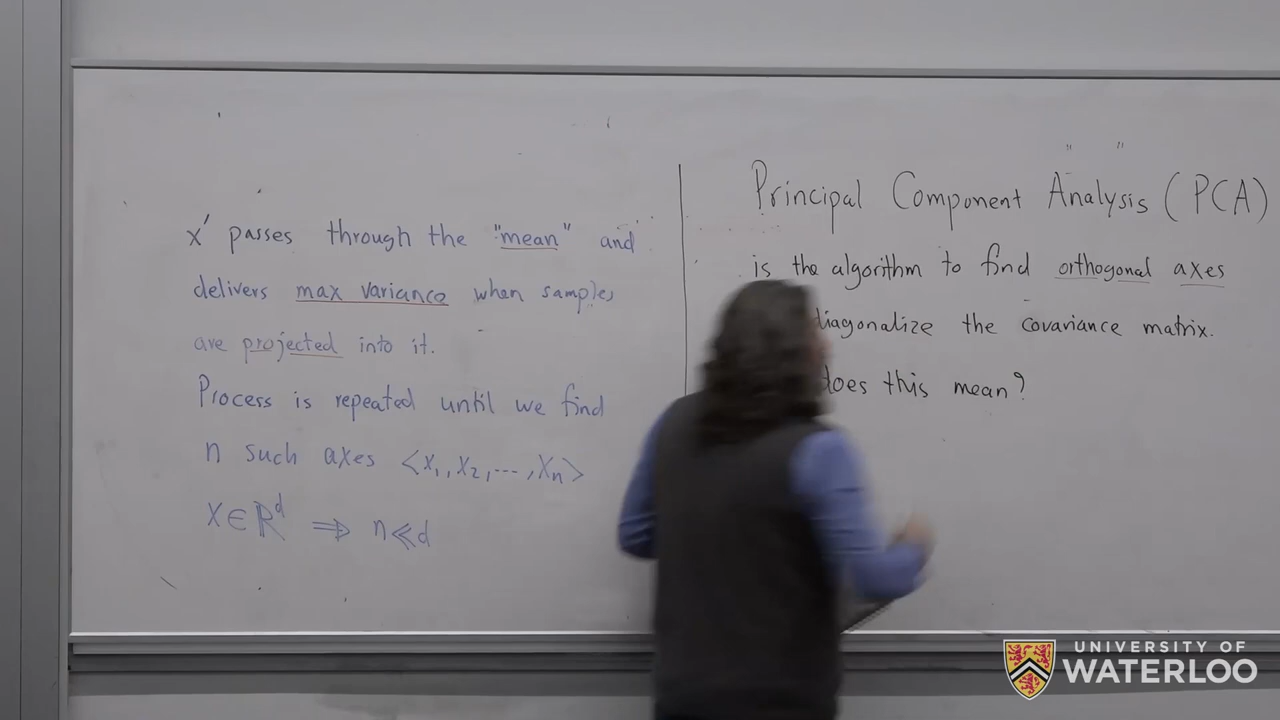 x' passes through the "mean" and
delivers max variance when samples
are projected into it.
Process is repeated until we find
n such axes <x₁, x₂, ..., xₙ>
x ∈ ℝᵈ ⇒ n ≪ d
Principal Component Analysis (PCA)
is the algorithm to find orthogonal axes
diagonalize the covariance matrix.
does this mean?
UNIVERSITY OF
WATERLOO